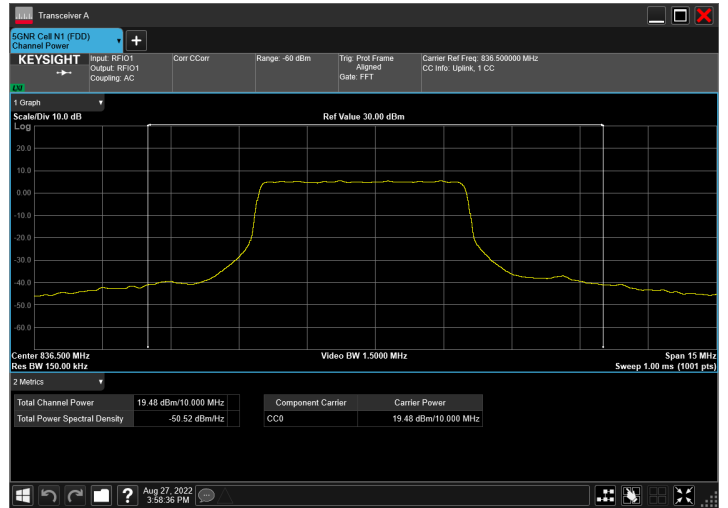 Transceiver A
5GNR Cell N1 (FDD)
Channel Power
KEYSIGHT
Input: RFIO1
Output: RFIO1
Coupling: AC
Corr CCorr
Range: -60 dBm
Trig: Prot Frame
Aligned
Gate: FFT
Carrier Ref Freq: 836.500000 MHz
CC Info: Uplink, 1 CC
LXI
1 Graph
Scale/Div 10.0 dB
Ref Value 30.00 dBm
Log
20.0
10.0
0.00
-10.0
-20.0
-30.0
-40.0
-50.0
-60.0
Center 836.500 MHz
Video BW 1.5000 MHz
Span 15 MHz
Res BW 150.00 kHz
Sweep 1.00 ms (1001 pts)
2 Metrics
Total Channel Power 19.48 dBm/10.000 MHz
Total Power Spectral Density -50.52 dBm/Hz
Component Carrier Carrier Power
CC0 19.48 dBm/10.000 MHz
Aug 27, 2022
3:58:36 PM